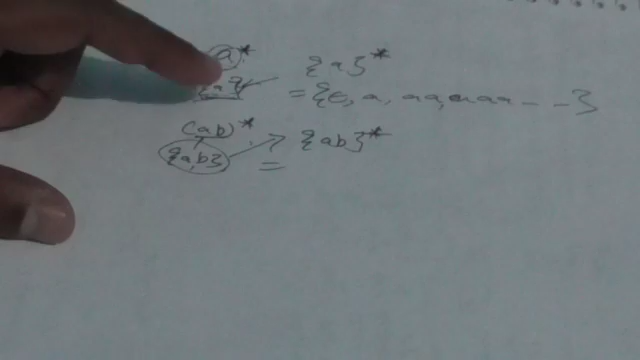 a* {a}*
{a} = {ε, a, aa, aaa - - -}
(ab)* {ab}*
{a,b} =